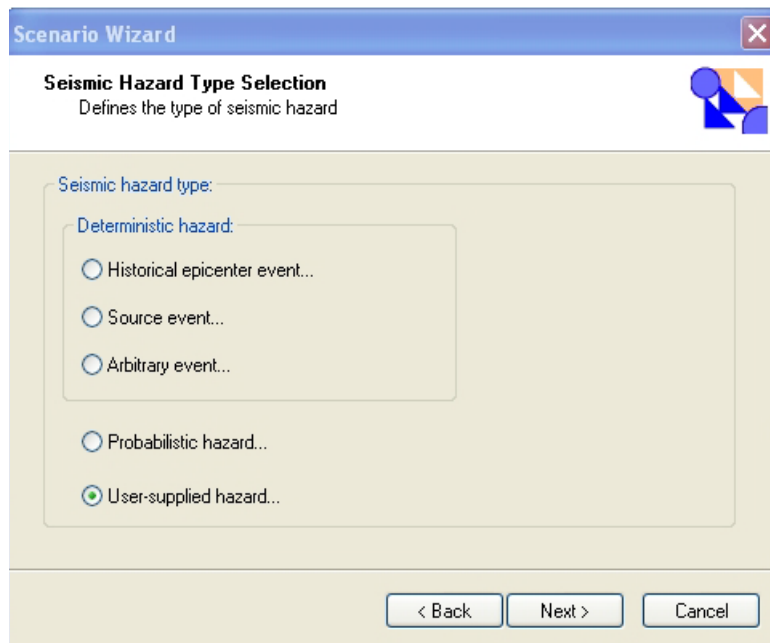 Scenario Wizard
Seismic Hazard Type Selection
Defines the type of seismic hazard
Seismic hazard type:
Deterministic hazard:
Historical epicenter event...
Source event...
Arbitrary event...
Probabilistic hazard...
User-supplied hazard...
< Back Next > Cancel